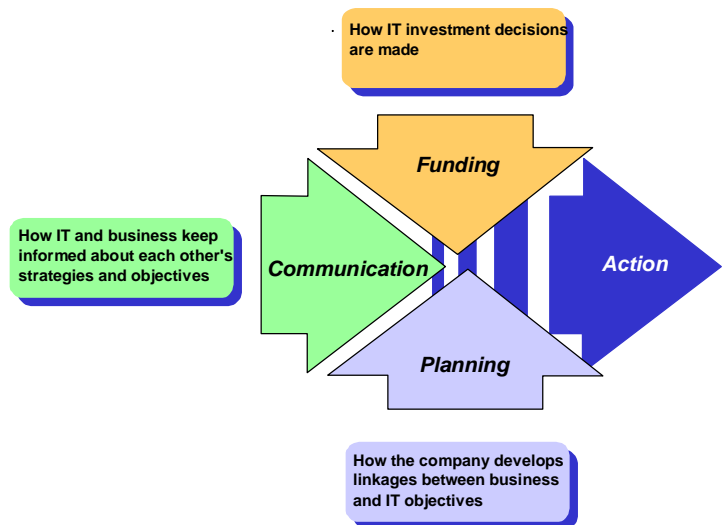 How IT investment decisions
are made
Funding
How IT and business keep
informed about each other's
strategies and objectives
Communication
Action
Planning
How the company develops
linkages between business
and IT objectives